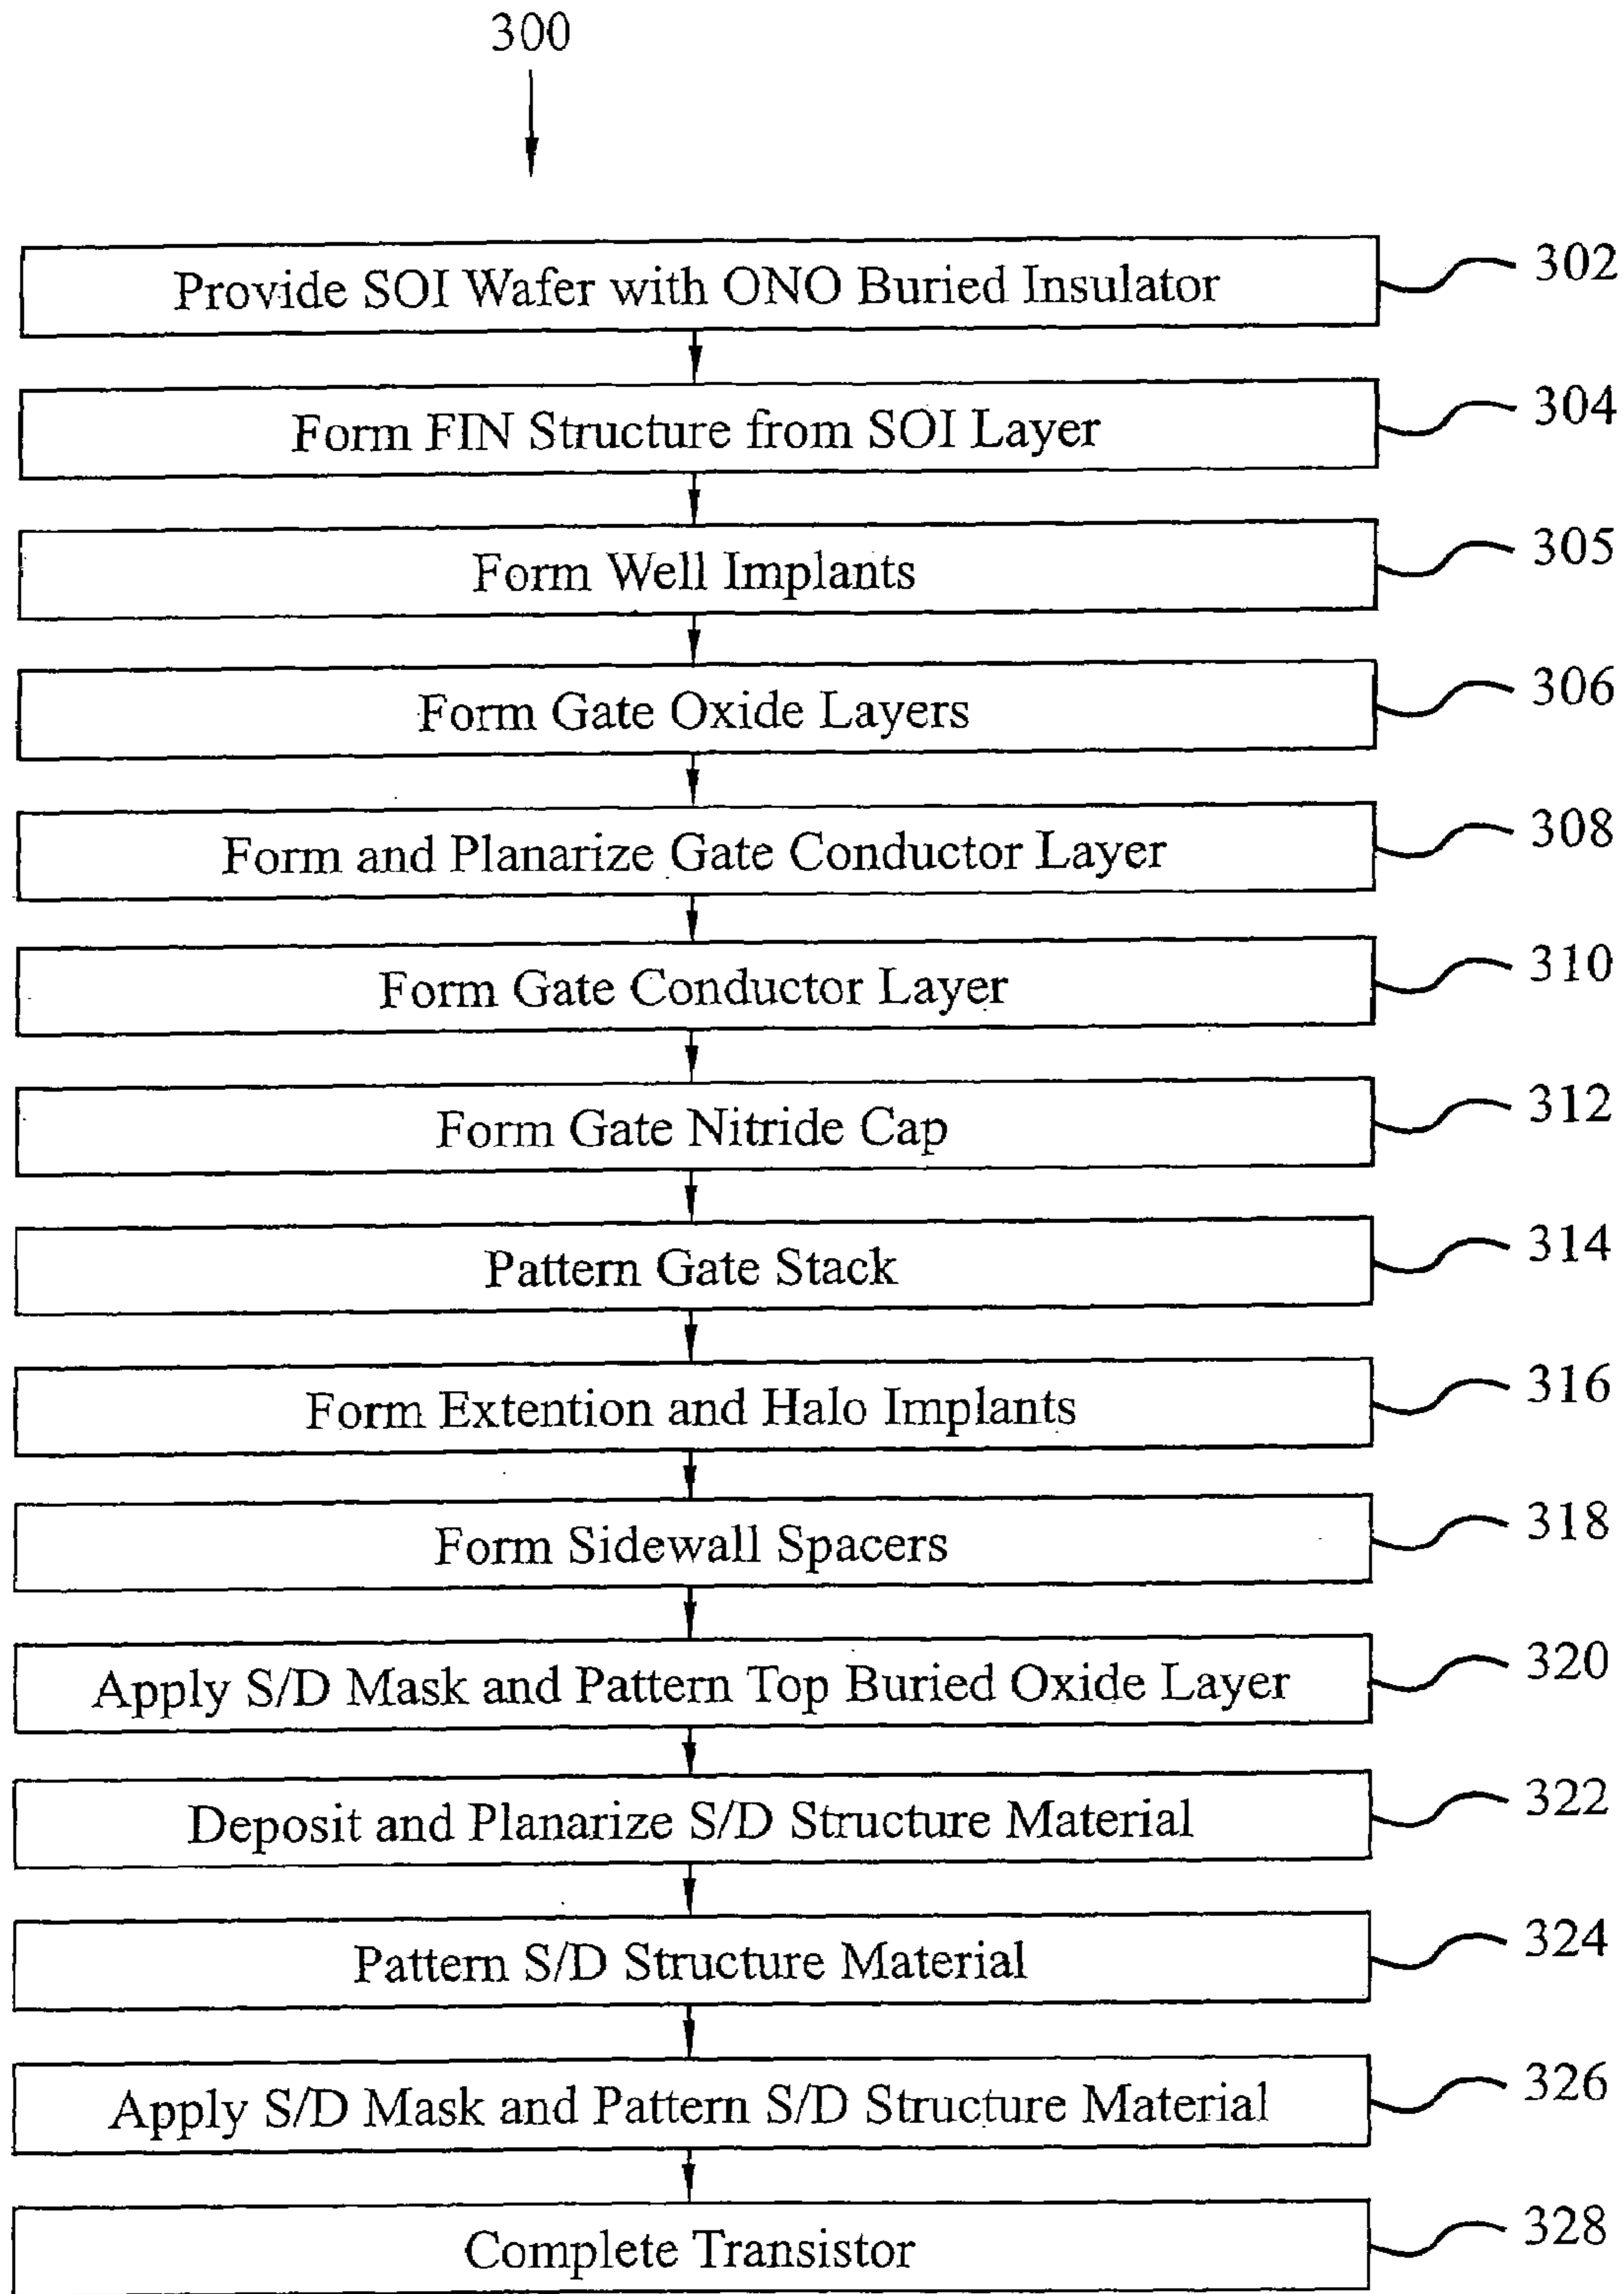 300
Provide SOI Wafer with ONO Buried Insulator 302
Form FIN Structure from SOI Layer 304
Form Well Implants 305
Form Gate Oxide Layers 306
Form and Planarize Gate Conductor Layer 308
Form Gate Conductor Layer 310
Form Gate Nitride Cap 312
Pattern Gate Stack 314
Form Extention and Halo Implants 316
Form Sidewall Spacers 318
Apply S/D Mask and Pattern Top Buried Oxide Layer 320
Deposit and Planarize S/D Structure Material 322
Pattern S/D Structure Material 324
Apply S/D Mask and Pattern S/D Structure Material 326
Complete Transistor 328